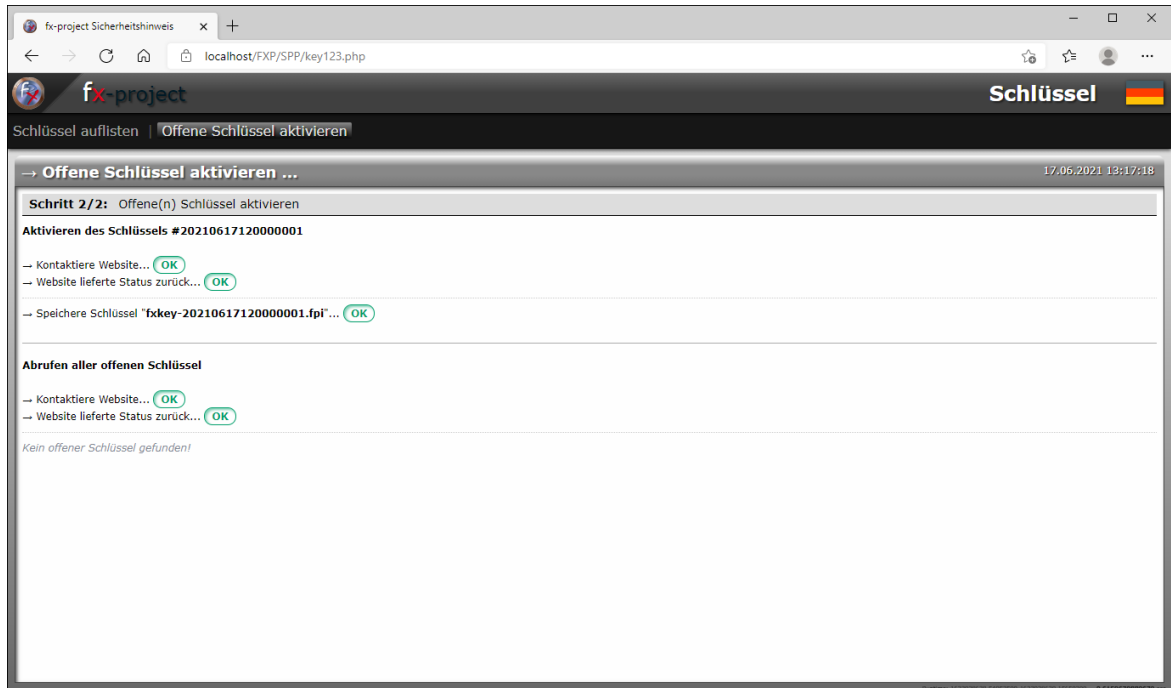 fx-project Sicherheitshinweis
localhost/FXP/SPP/key123.php
fx-project
Schlüssel
Schlüssel auflisten | Offene Schlüssel aktivieren
→ Offene Schlüssel aktivieren ...
17.06.2021 13:17:18
Schritt 2/2: Offene(n) Schlüssel aktivieren
Aktivieren des Schlüssels #20210617120000001
→ Kontaktiere Website... OK
→ Website lieferte Status zurück... OK
→ Speichere Schlüssel "fxkey-20210617120000001.fpi"... OK
Abrufen aller offenen Schlüssel
→ Kontaktiere Website... OK
→ Website lieferte Status zurück... OK
Kein offener Schlüssel gefunden!